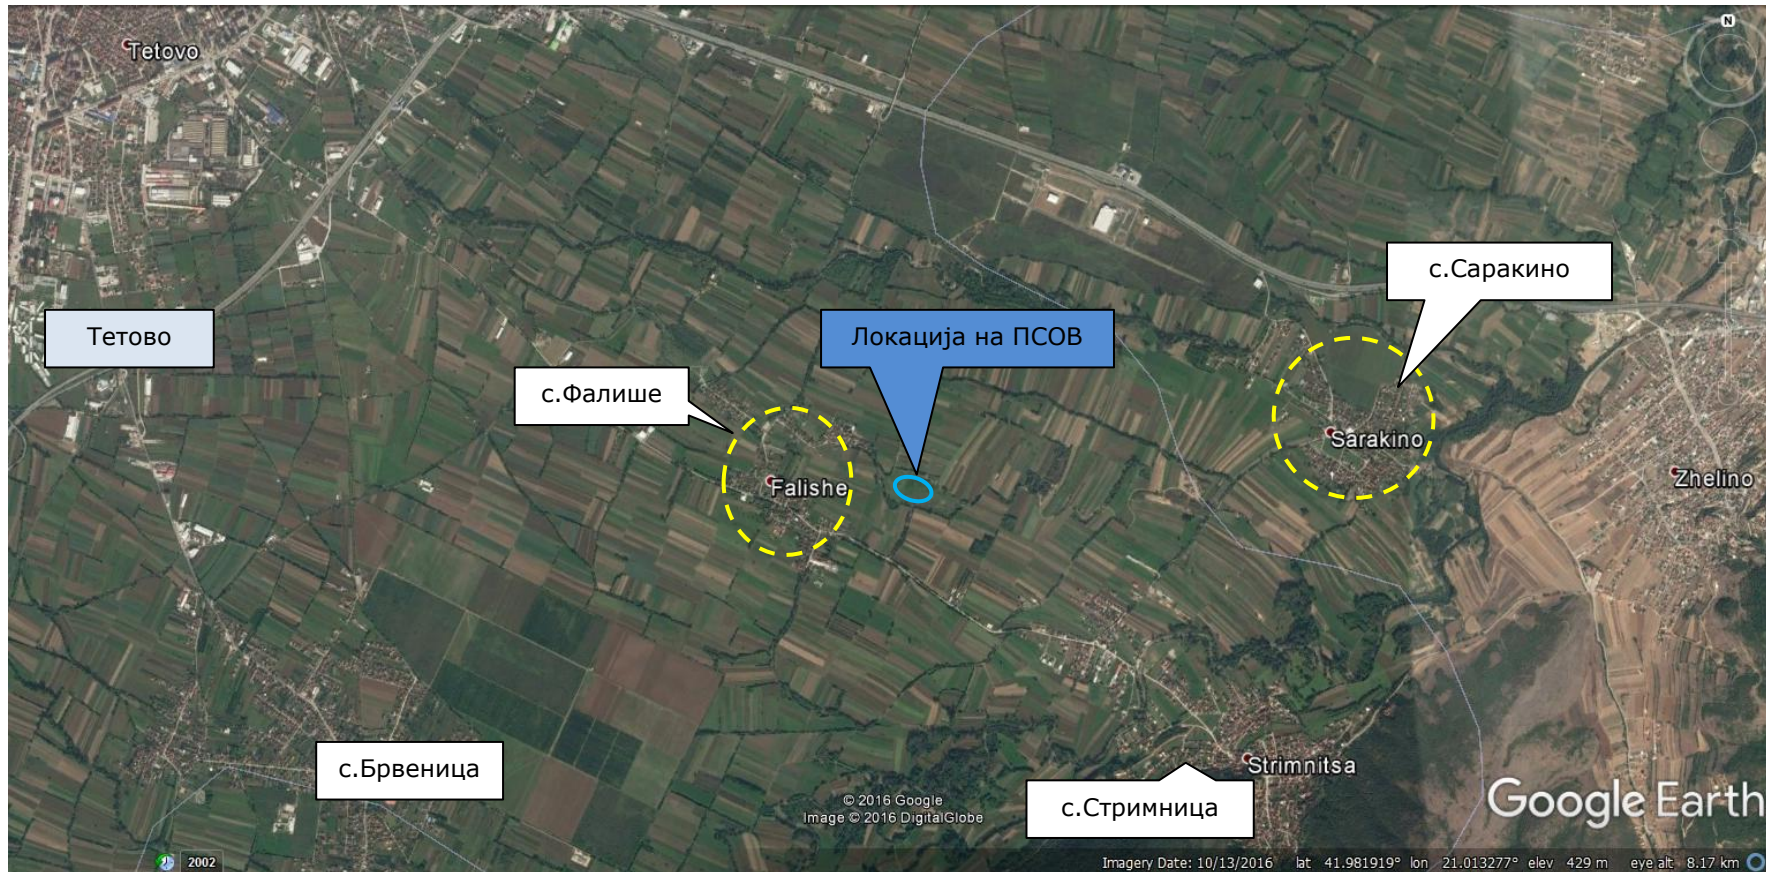 N
Tetovo
с.Саракино
Тетово
Локација на ПСОВ
с.Фалише
Sarakino
Falishe
Zhelino
с.Брвеница
Strimnitsa
с.Стримница
Google Earth
© 2016 Google
Image © 2016 DigitalGlobe
2002
Imagery Date: 10/13/2016 lat 41.981919° lon 21.013277° elev 429 m eye alt 8.17 km